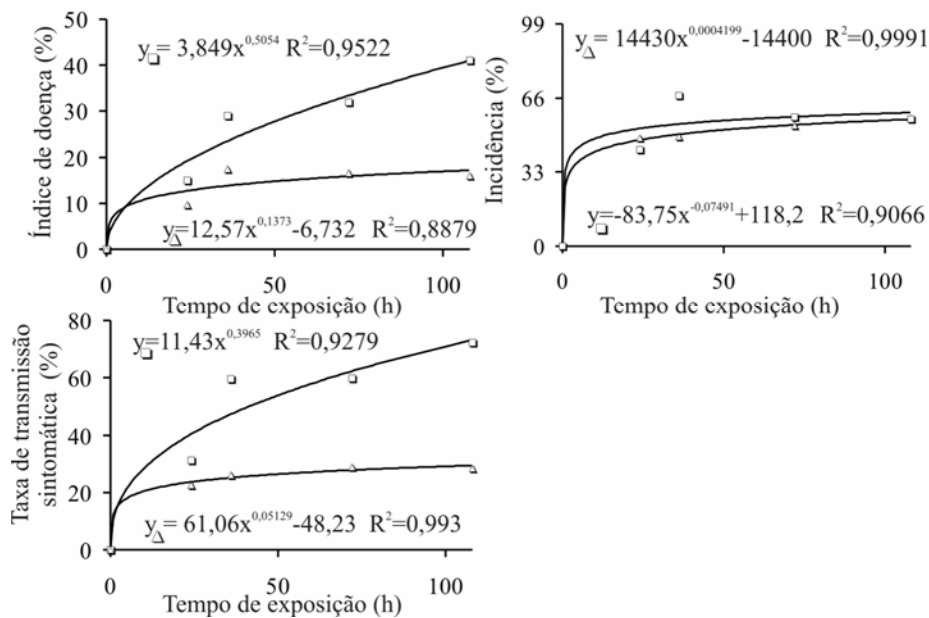 Índice de doença (%)
50
40
30
20
10
0
y□= 3,849x^0,5054 R²=0,9522
y△=12,57x^0,1373-6,732 R²=0,8879
0 50 100
Tempo de exposição (h)
Incidência (%)
99
66
33
0
y△= 14430x^0,0004199-14400 R²=0,9991
y□=-83,75x^-0,07491+118,2 R²=0,9066
0 50 100
Tempo de exposição (h)
Taxa de transmissão
sintomática (%)
80
60
40
20
0
y□=11,43x^0,3965 R²=0,9279
y△= 61,06x^0,05129-48,23 R²=0,993
0 50 100
Tempo de exposição (h)